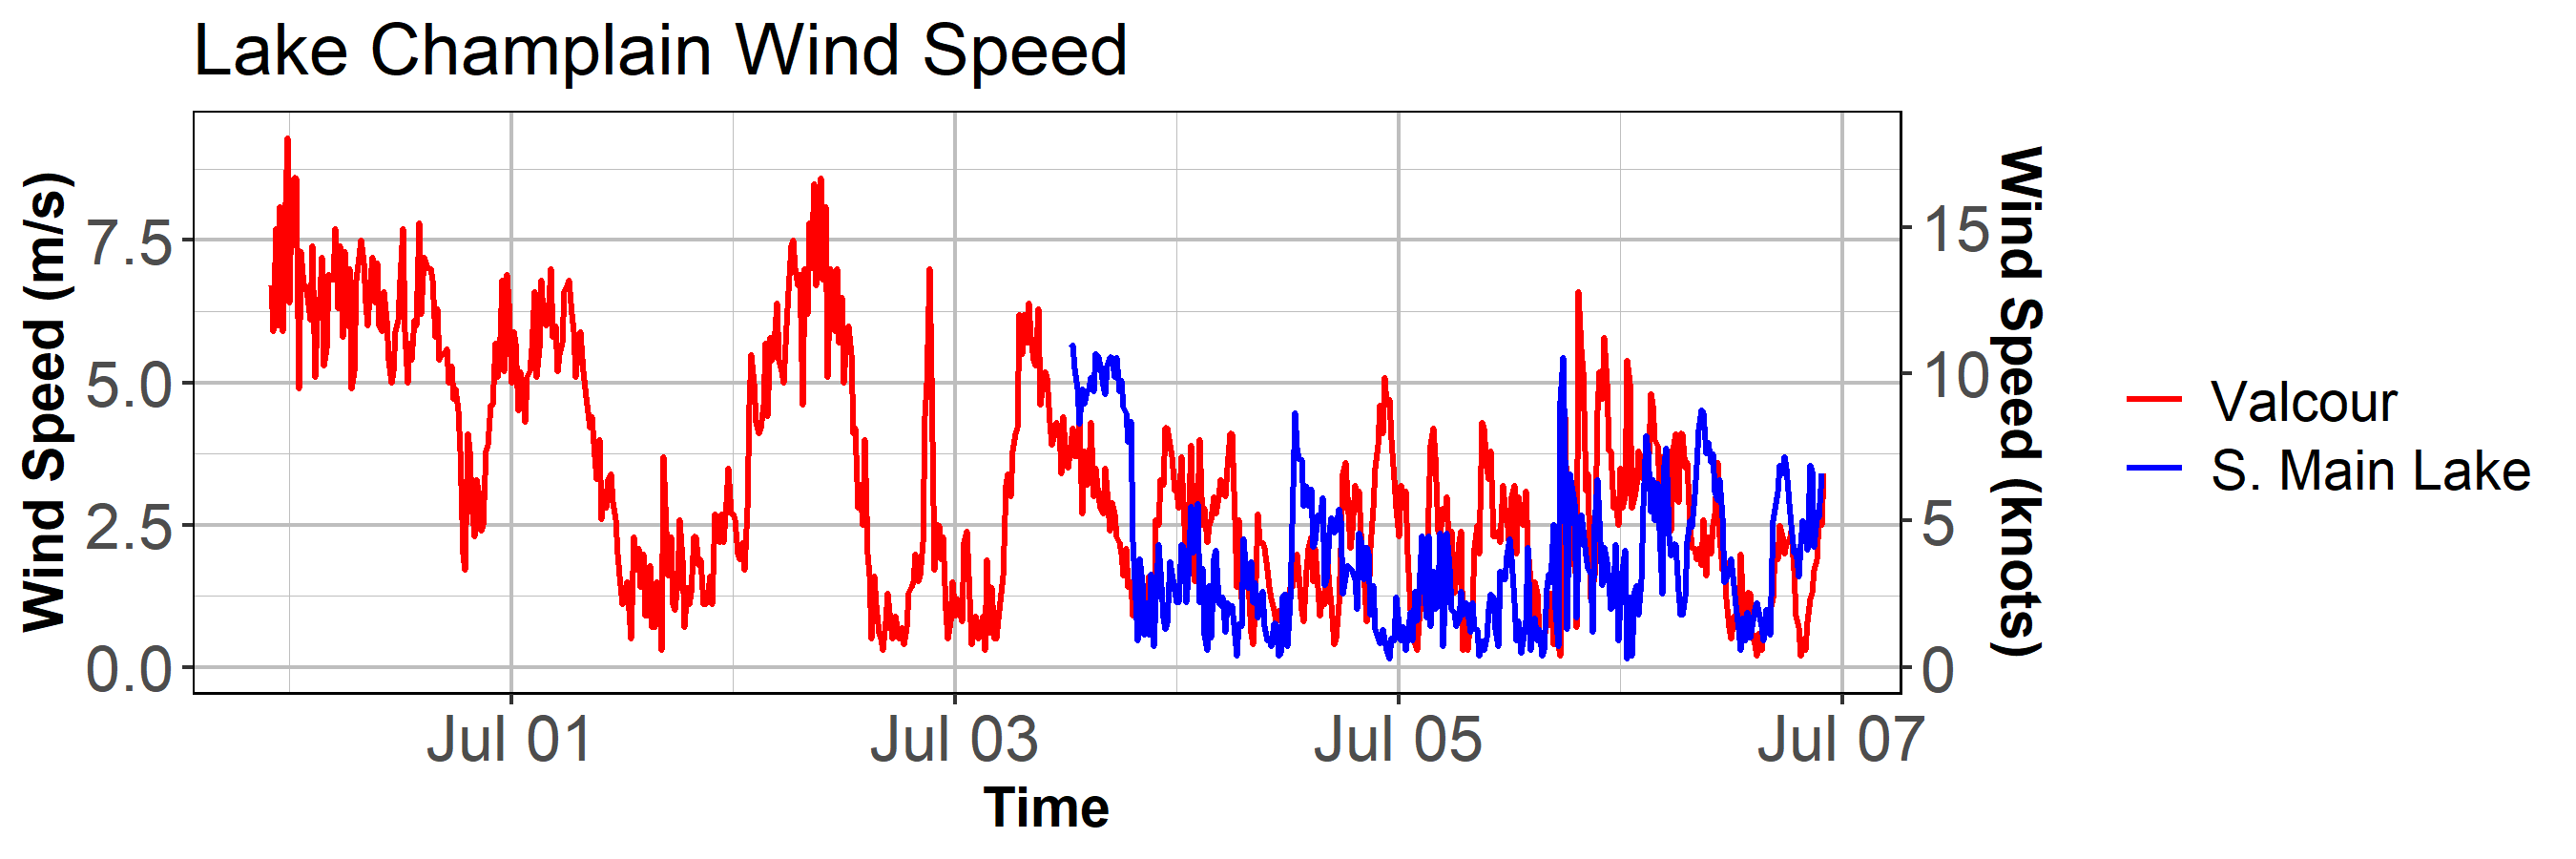 Lake Champlain Wind Speed
Wind Speed (m/s)
7.5
5.0
2.5
0.0
15
10
5
0
Wind Speed (knots)
Jul 01
Jul 03
Jul 05
Jul 07
Time
Valcour
S. Main Lake